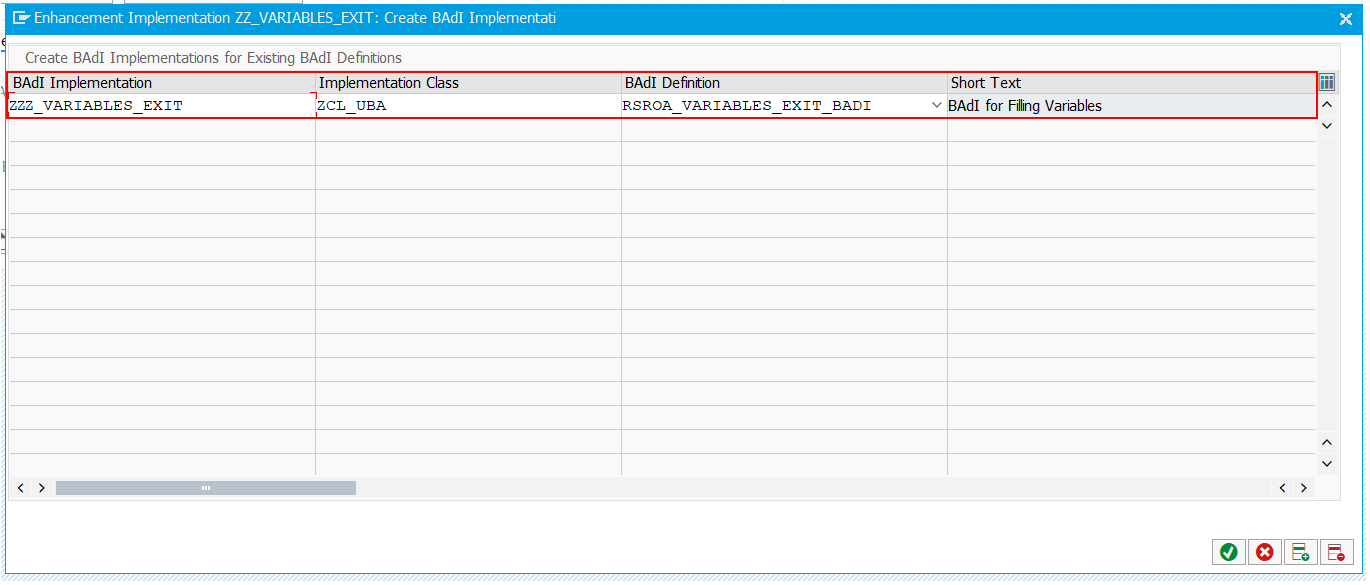 Enhancement Implementation ZZ_VARIABLES_EXIT: Create BAdI Implementati
Create BAdI Implementations for Existing BAdI Definitions
BAdI Implementation Implementation Class BAdI Definition Short Text
ZZZ_VARIABLES_EXIT ZCL_UBA RSROA_VARIABLES_EXIT_BADI BAdI for Filling Variables